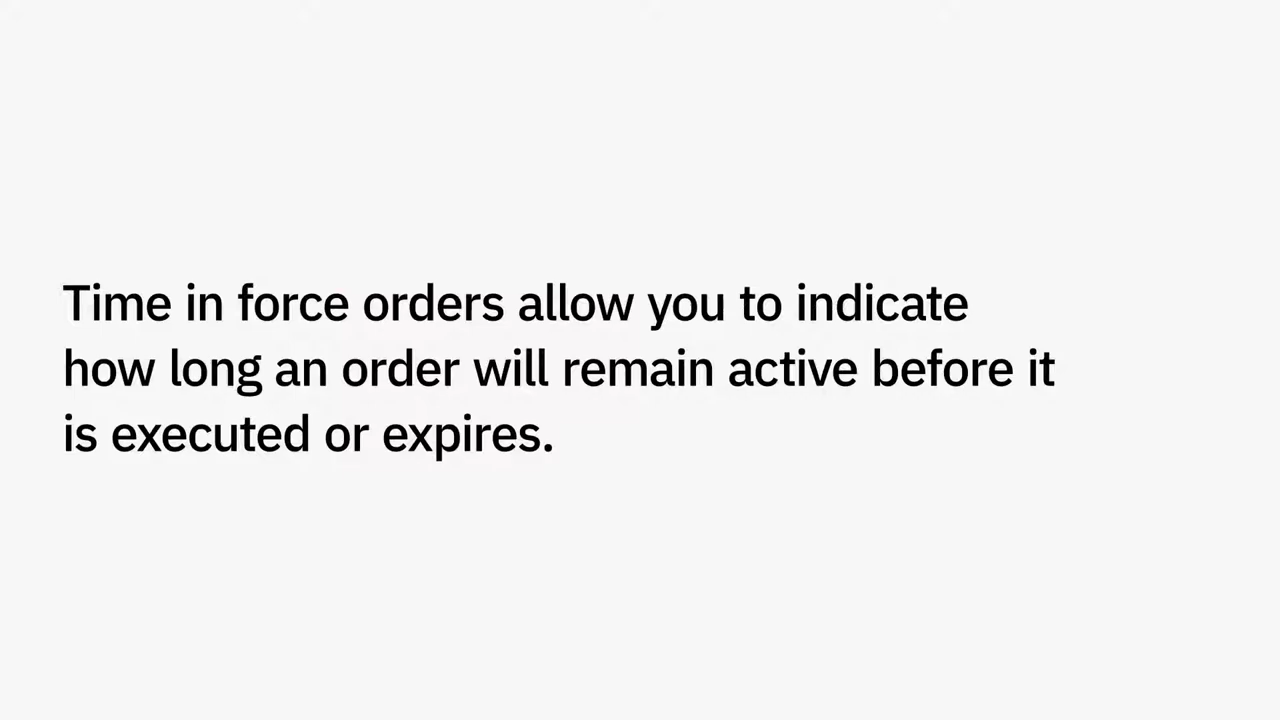 Time in force orders allow you to indicate
how long an order will remain active before it
is executed or expires.